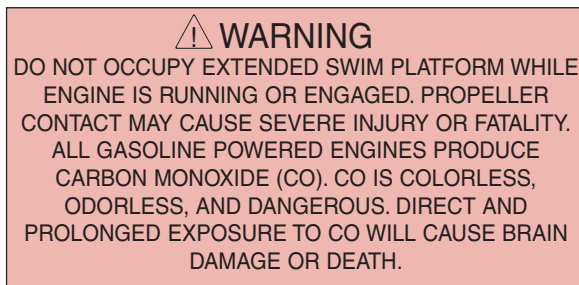 WARNING
DO NOT OCCUPY EXTENDED SWIM PLATFORM WHILE
ENGINE IS RUNNING OR ENGAGED. PROPELLER
CONTACT MAY CAUSE SEVERE INJURY OR FATALITY.
ALL GASOLINE POWERED ENGINES PRODUCE
CARBON MONOXIDE (CO). CO IS COLORLESS,
ODORLESS, AND DANGEROUS. DIRECT AND
PROLONGED EXPOSURE TO CO WILL CAUSE BRAIN
DAMAGE OR DEATH.